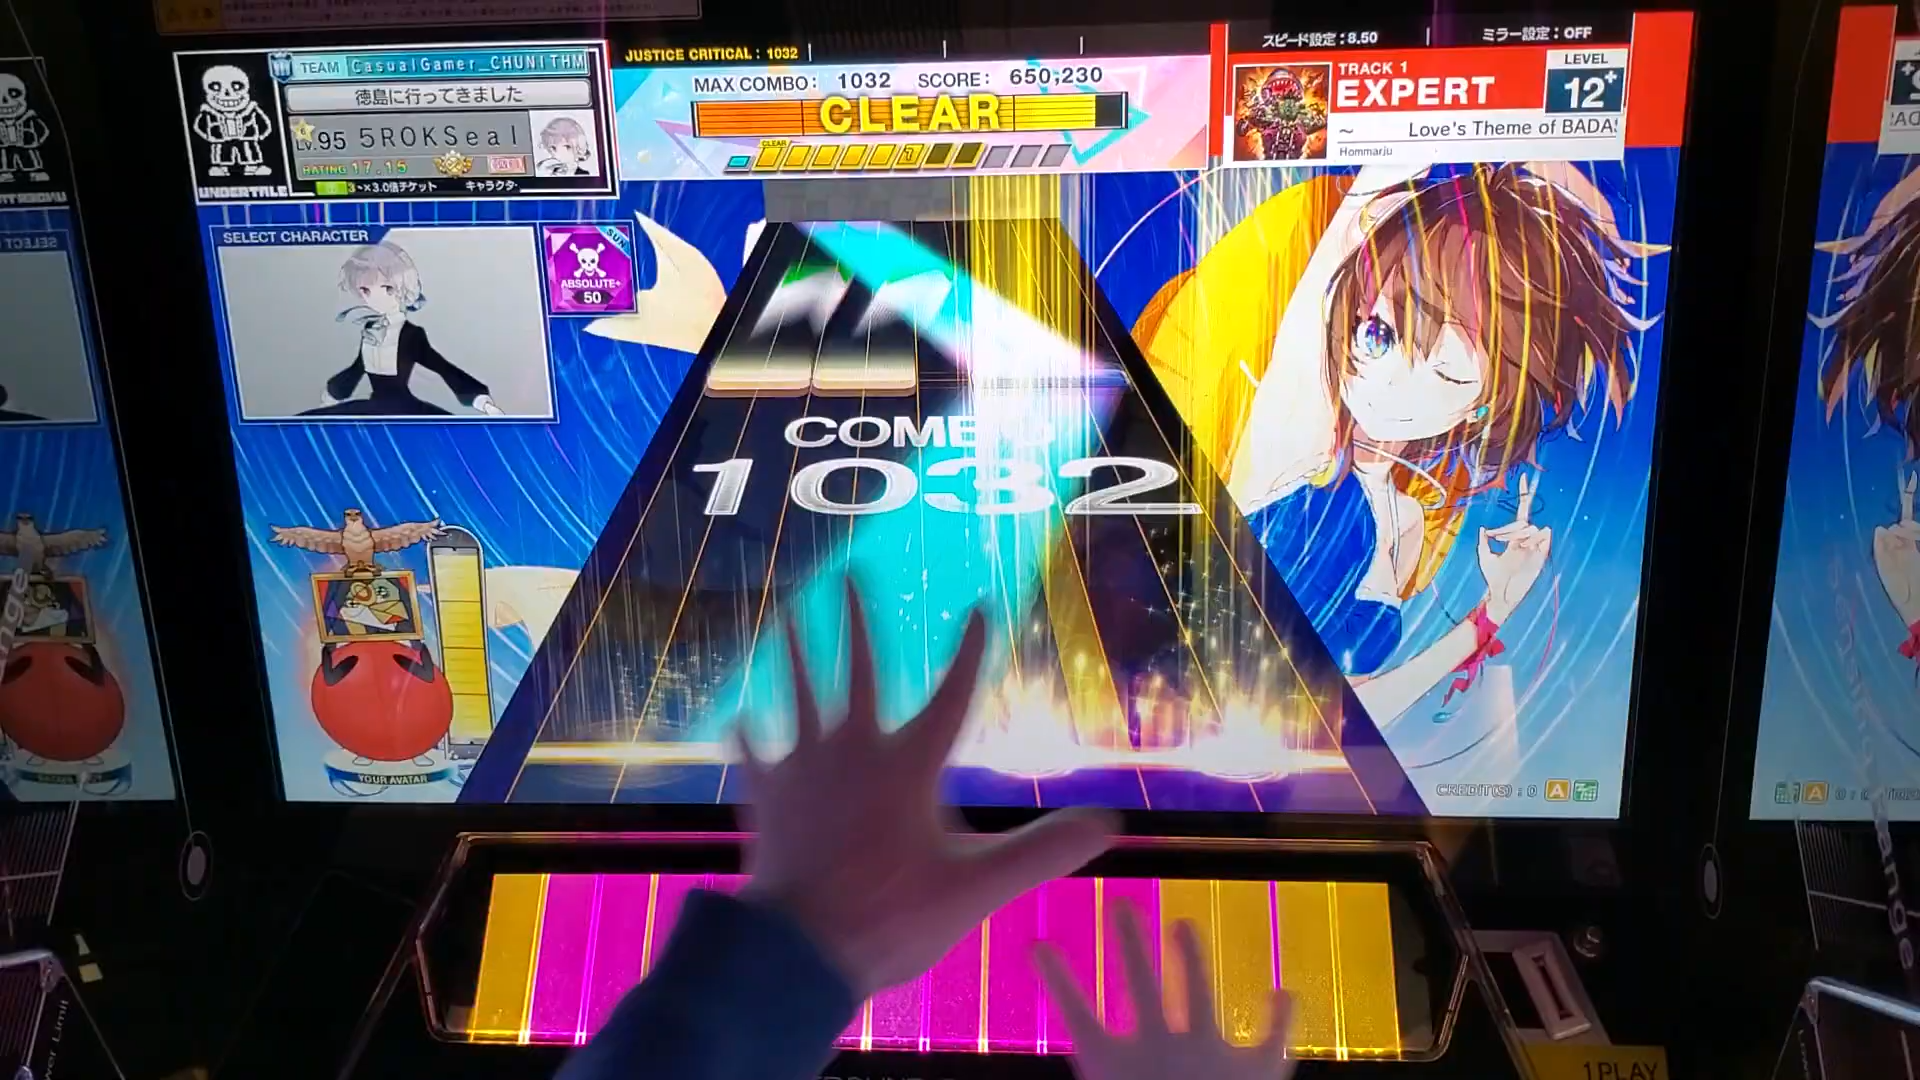 JUSTICE CRITICAL : 1032
MAX COMBO: 1032 SCORE: 650,230
CLEAR
CLEAR
スピード設定:8.50 ミラー設定:OFF
TRACK 1
EXPERT
LEVEL
12+
~ Love's Theme of BADAS
Hommarju
TEAM CasualGamer_CHUNITHM
徳島に行ってきました
Lv.95 5ROKSeal
RATING 17.15
UNDERTALE
3~×3.0倍チケット キャラクタ
SELECT CHARACTER
SUN
ABSOLUTE+
50
COMBO
1032
YOUR AVATAR
CREDIT(S) : 0 A
1PLAY